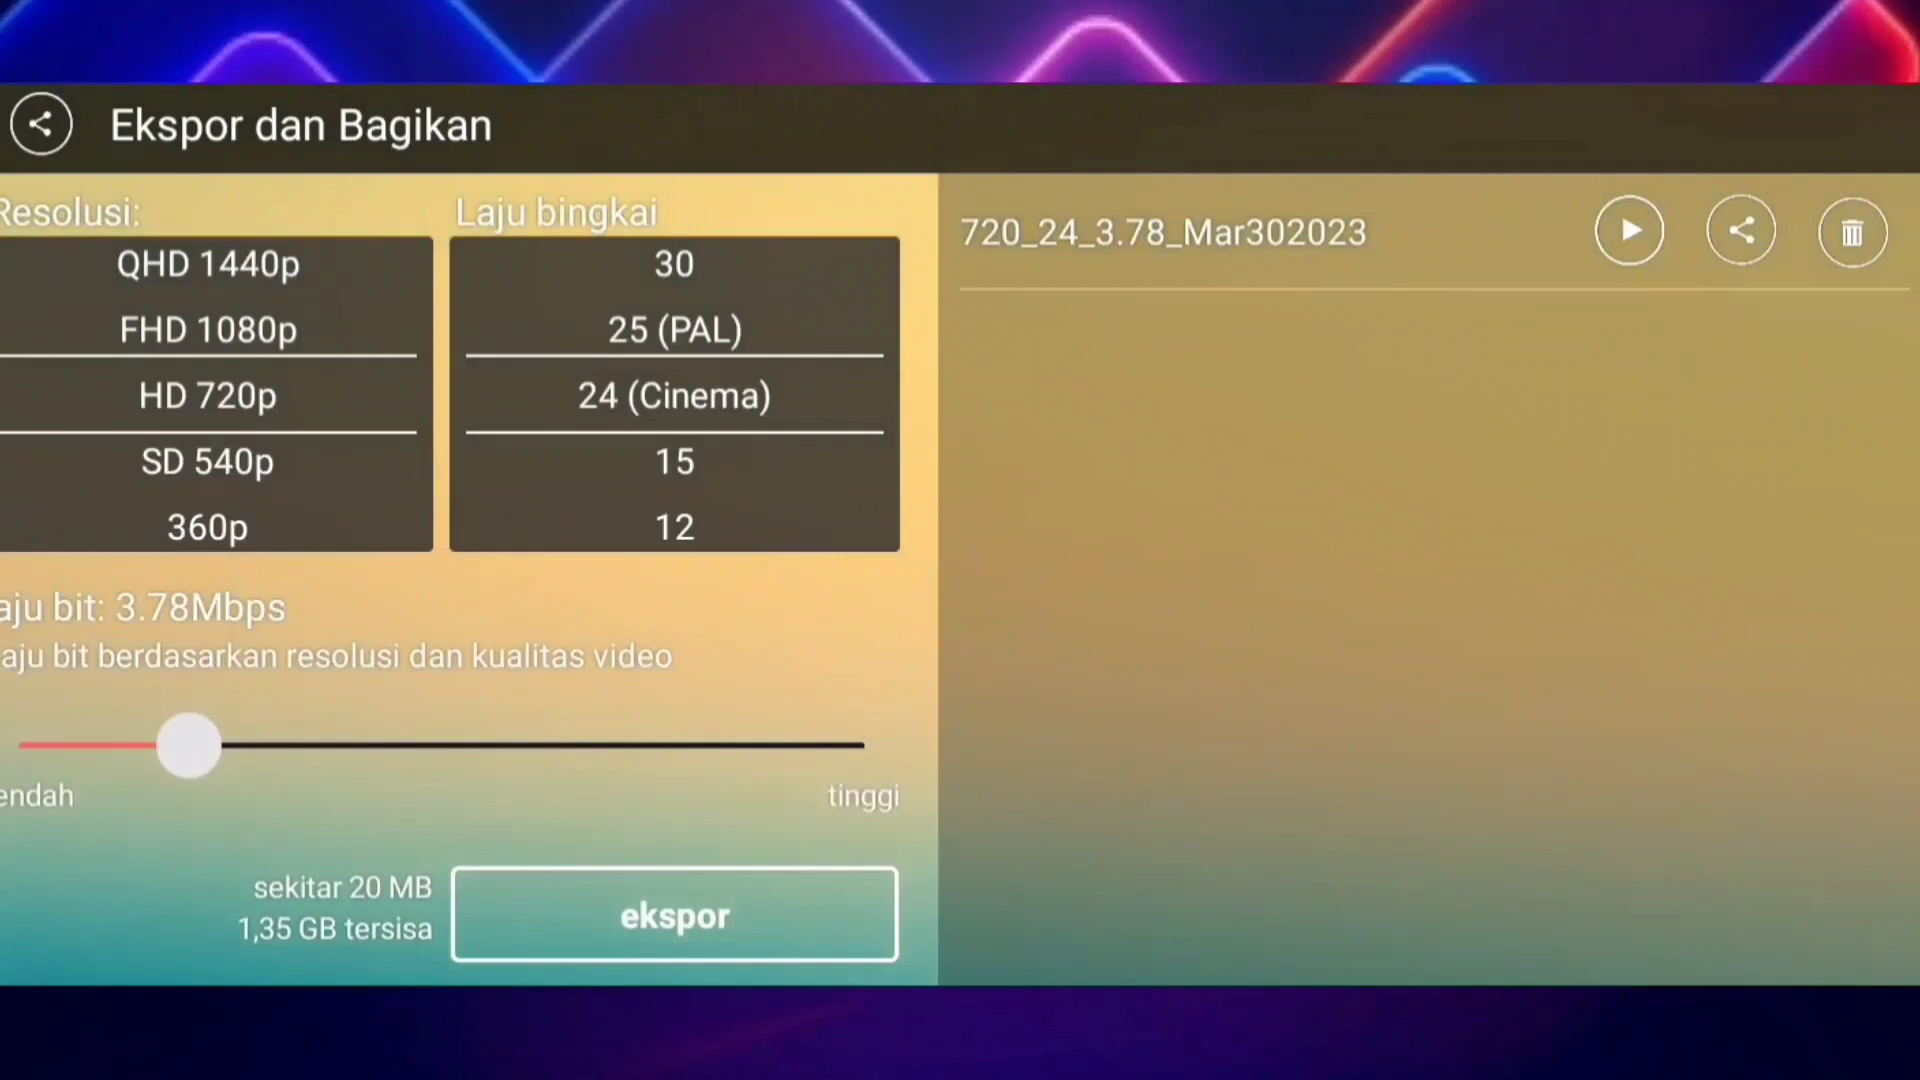 Ekspor dan Bagikan
Resolusi:
QHD 1440p
FHD 1080p
HD 720p
SD 540p
360p
Laju bingkai
30
25 (PAL)
24 (Cinema)
15
12
aju bit: 3.78Mbps
aju bit berdasarkan resolusi dan kualitas video
endah
tinggi
sekitar 20 MB
1,35 GB tersisa
ekspor
720_24_3.78_Mar302023